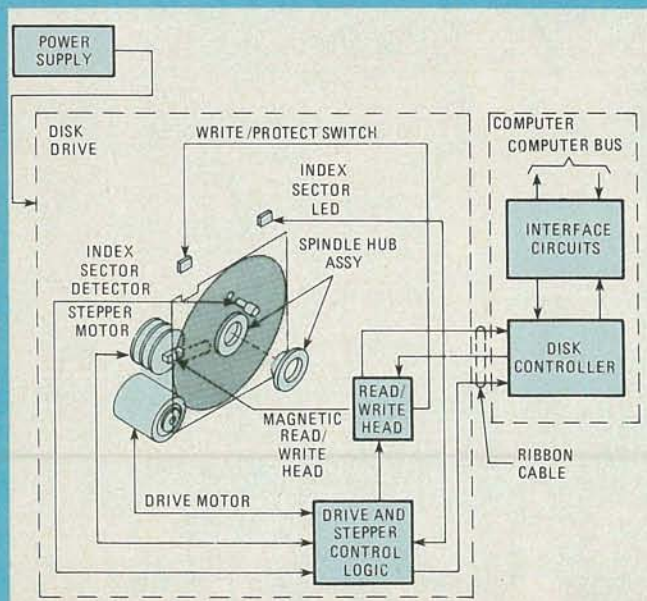 POWER
SUPPLY
DISK
DRIVE
WRITE/PROTECT SWITCH
INDEX
SECTOR
LED
SPINDLE HUB
ASSY
INDEX
SECTOR
DETECTOR
STEPPER
MOTOR
MAGNETIC
READ/
WRITE
HEAD
DRIVE MOTOR
READ/
WRITE
HEAD
DRIVE AND
STEPPER
CONTROL
LOGIC
COMPUTER
COMPUTER BUS
INTERFACE
CIRCUITS
DISK
CONTROLLER
RIBBON
CABLE